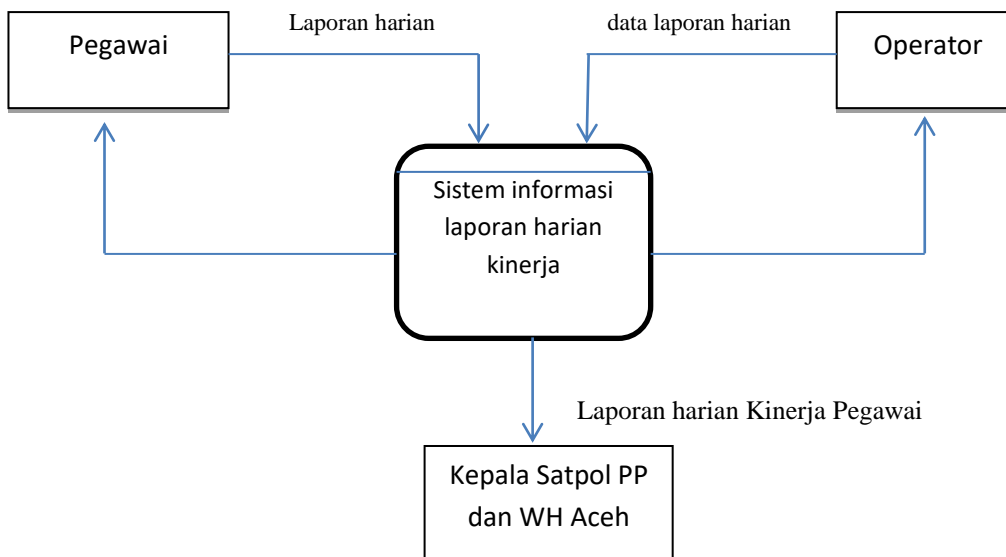 Laporan harian
data laporan harian
Pegawai
Operator
Sistem informasi
laporan harian
kinerja
Laporan harian Kinerja Pegawai
Kepala Satpol PP
dan WH Aceh